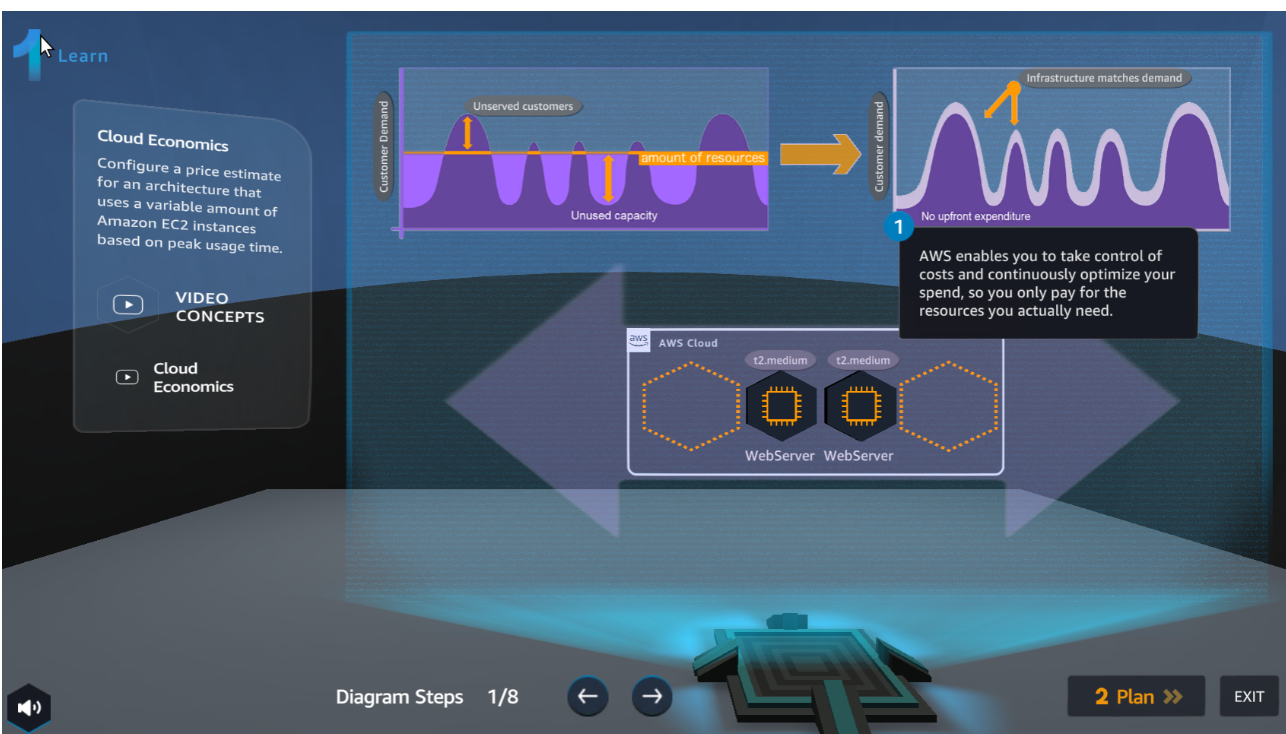 1 Learn
Cloud Economics
Configure a price estimate
for an architecture that
uses a variable amount of
Amazon EC2 instances
based on peak usage time.
VIDEO
CONCEPTS
Cloud
Economics
Customer Demand
Unserved customers
amount of resources
Unused capacity
Customer demand
Infrastructure matches demand
No upfront expenditure
1
AWS enables you to take control of
costs and continuously optimize your
spend, so you only pay for the
resources you actually need.
aws
AWS Cloud
t2.medium t2.medium
WebServer WebServer
Diagram Steps 1/8
2 Plan
EXIT